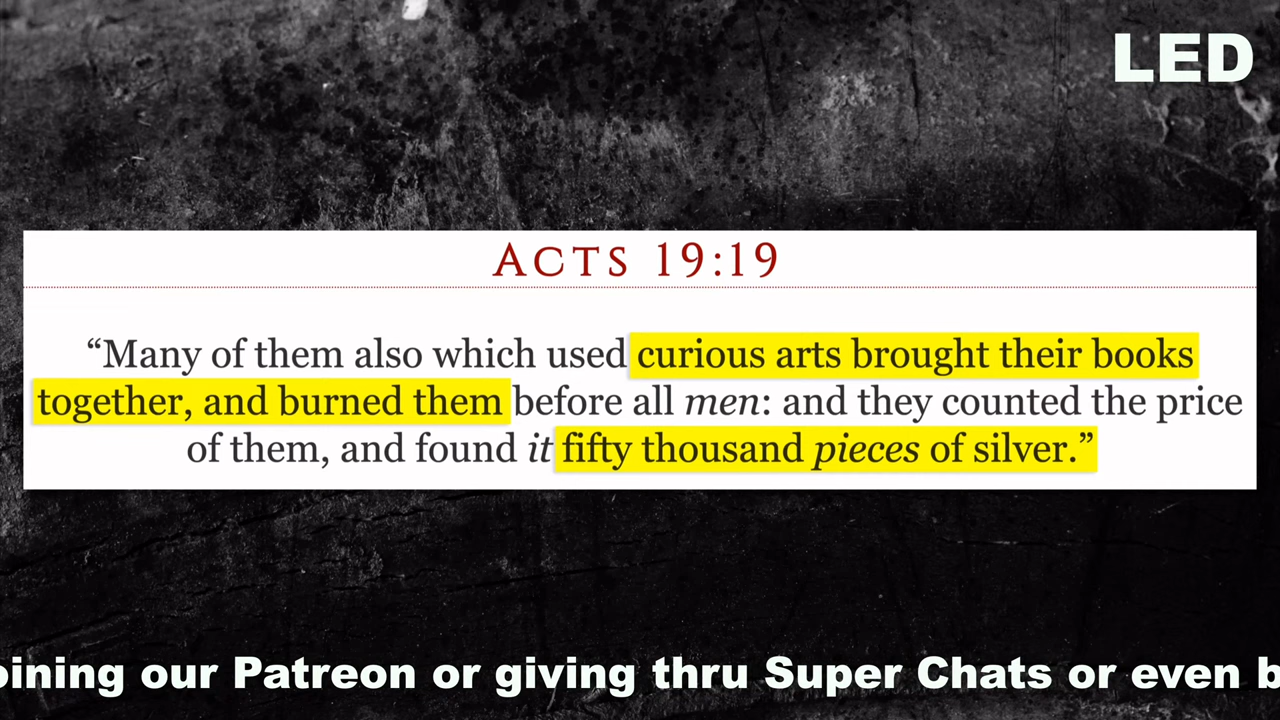 LED
ACTS 19:19
“Many of them also which used curious arts brought their books
together, and burned them before all men: and they counted the price
of them, and found it fifty thousand pieces of silver.”
oining our Patreon or giving thru Super Chats or even b